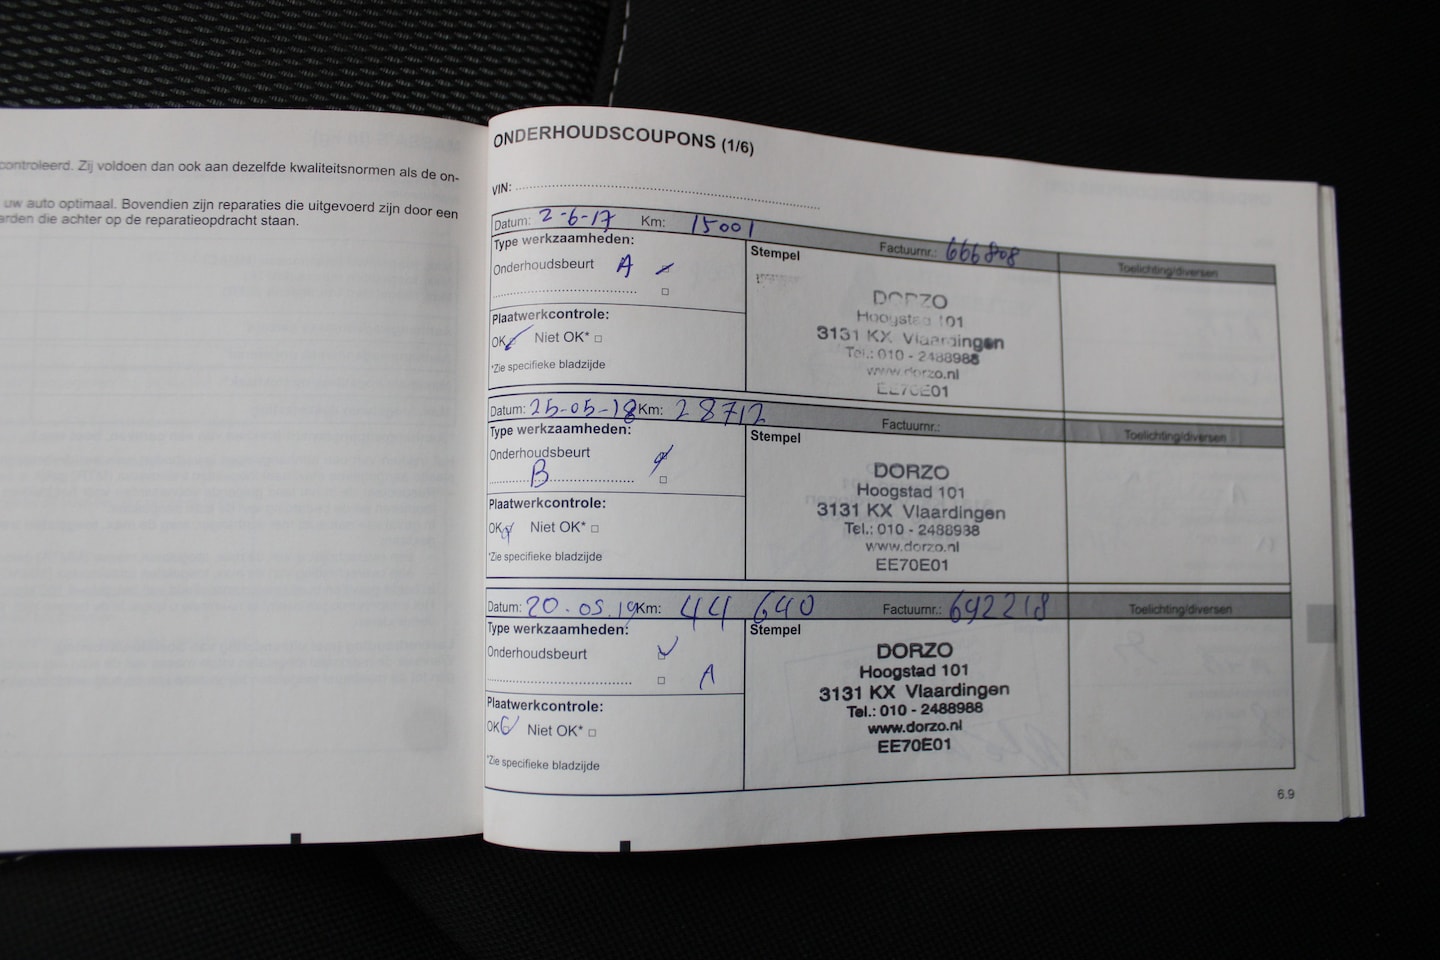 controleerd. Zij voldoen dan ook aan dezelfde kwaliteitsnormen als de on-
uw auto optimaal. Bovendien zijn reparaties die uitgevoerd zijn door een
arden die achter op de reparatieopdracht staan.
ONDERHOUDSCOUPONS (1/6)
VIN:
Datum: 2-6-17 Km: 15001 Factuurnr.: 666808 Toelichting/diversen
Type werkzaamheden:
Onderhoudsbeurt A
Plaatwerkcontrole:
OK Niet OK*
*Zie specifieke bladzijde
Stempel
DORZO
Hoogstad 101
3131 KX Vlaardingen
Tel.: 010 - 2488988
www.dorzo.nl
EE70E01
Datum: 25-05-18 Km: 28712 Factuurnr.: Toelichting/diversen
Type werkzaamheden:
Onderhoudsbeurt
B
Plaatwerkcontrole:
OK Niet OK*
*Zie specifieke bladzijde
Stempel
DORZO
Hoogstad 101
3131 KX Vlaardingen
Tel.: 010 - 2488988
www.dorzo.nl
EE70E01
Datum: 20.05.19 Km: 44 640 Factuurnr.: 692218 Toelichting/diversen
Type werkzaamheden:
Onderhoudsbeurt
A
Plaatwerkcontrole:
OK Niet OK*
*Zie specifieke bladzijde
Stempel
DORZO
Hoogstad 101
3131 KX Vlaardingen
Tel.: 010 - 2488988
www.dorzo.nl
EE70E01
6.9